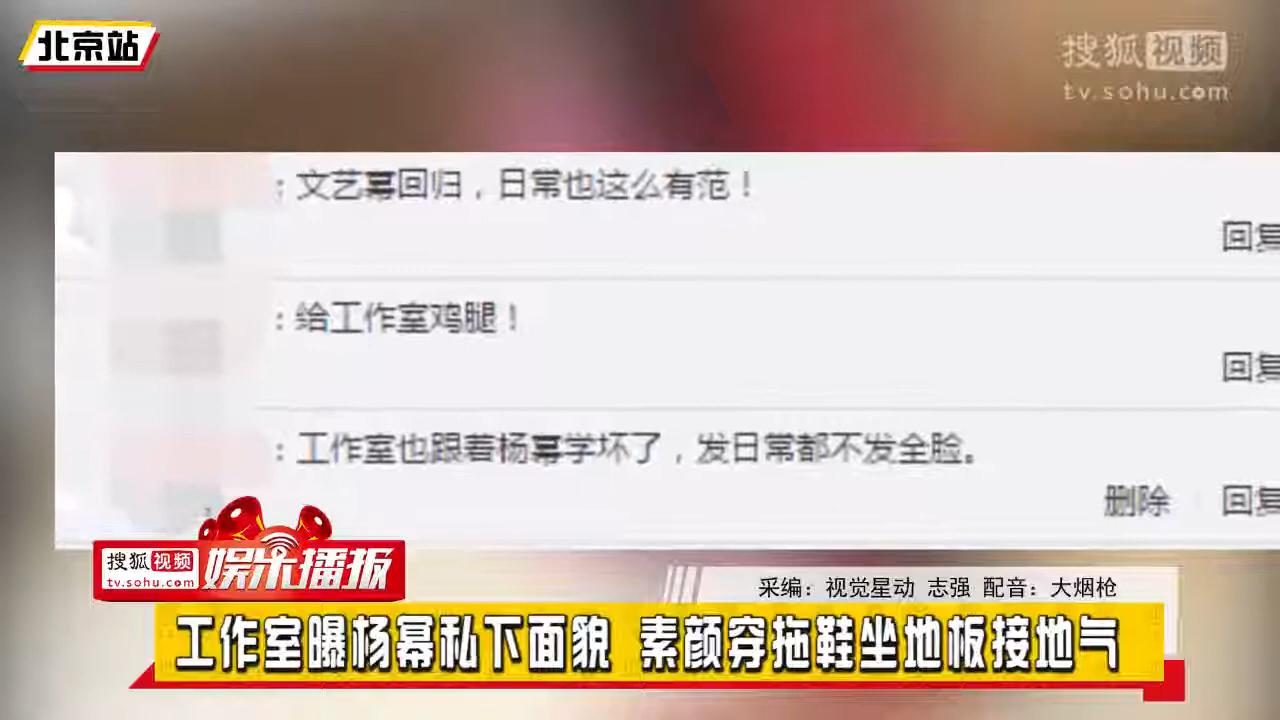 北京站
搜狐视频
tv.sohu.com
：文艺幂回归，日常也这么有范！
回复
：给工作室鸡腿！
回复
：工作室也跟着杨幂学坏了，发日常都不发全脸。
删除 回复
搜狐视频
tv.sohu.com
娱乐播报
采编：视觉星动 志强 配音：大烟枪
工作室曝杨幂私下面貌 素颜穿拖鞋坐地板接地气